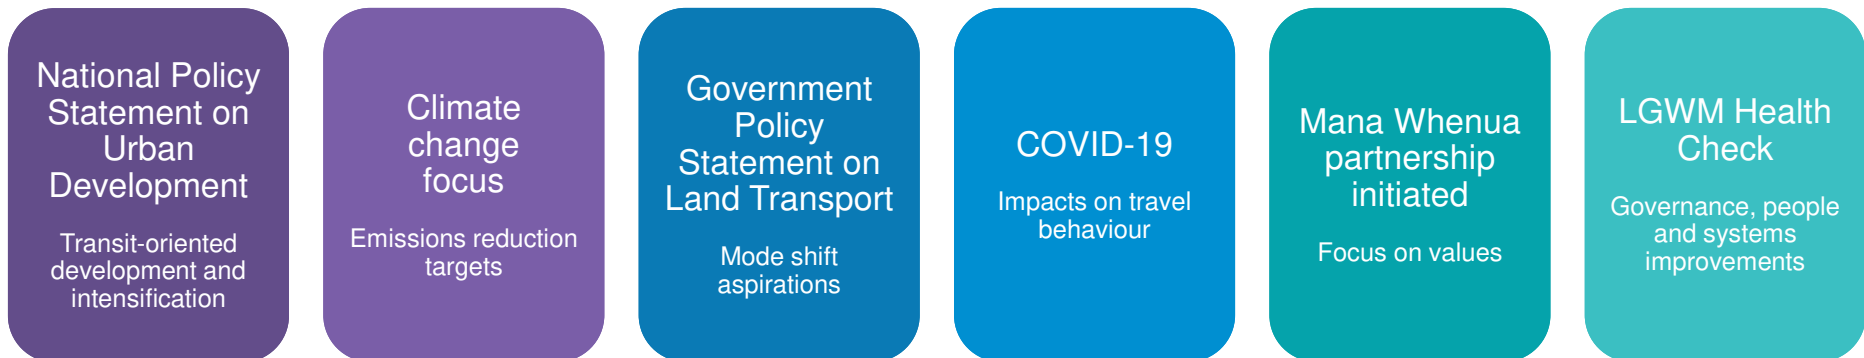 National Policy
Statement on
Urban
Development
Transit-oriented
development and
intensification
Climate
change
focus
Emissions reduction
targets
Government
Policy
Statement on
Land Transport
Mode shift
aspirations
COVID-19
Impacts on travel
behaviour
Mana Whenua
partnership
initiated
Focus on values
LGWM Health
Check
Governance, people
and systems
improvements